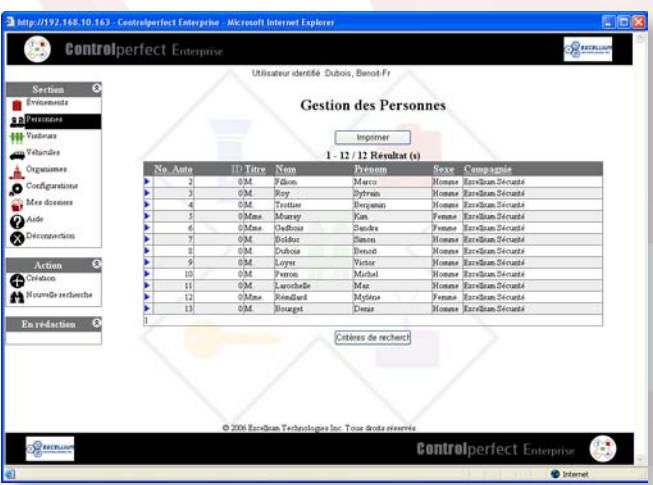 http://192.168.10.163 - Controlperfect Enterprise - Microsoft Internet Explorer
Controlperfect Enterprise
EXCELLIUM
Utilisateur identifié :Dubois, Benoit-Fr
Section
Événements
Personnes
Visiteurs
Véhicules
Organismes
Configurations
Mes dossiers
Aide
Déconnection
Action
Création
Nouvelle recherche
En rédaction
Gestion des Personnes
Imprimer
1 - 12 / 12 Résultat (s)
No. Auto ID Titre Nom Prénom Sexe Compagnie
2 0 M. Fillion Marco Homme Excellium Sécurité
3 0 M. Roy Sylvain Homme Excellium Sécurité
4 0 M. Trottier Benjamin Homme Excellium Sécurité
5 0 Mme. Murray Kim Femme Excellium Sécurité
6 0 Mme. Gadbois Sandra Femme Excellium Sécurité
7 0 M. Bolduc Simon Homme Excellium Sécurité
8 0 M. Dubois Benoit Homme Excellium Sécurité
9 0 M. Loyer Victor Homme Excellium Sécurité
10 0 M. Perron Michel Homme Excellium Sécurité
11 0 M. Larochelle Max Homme Excellium Sécurité
12 0 Mme. Rémillard Mylène Femme Excellium Sécurité
13 0 M. Bourget Denis Homme Excellium Sécurité
1
Critères de recherch
© 2006 Excellium Technologies Inc. Tous droits réservés
EXCELLIUM
Controlperfect Enterprise
Internet